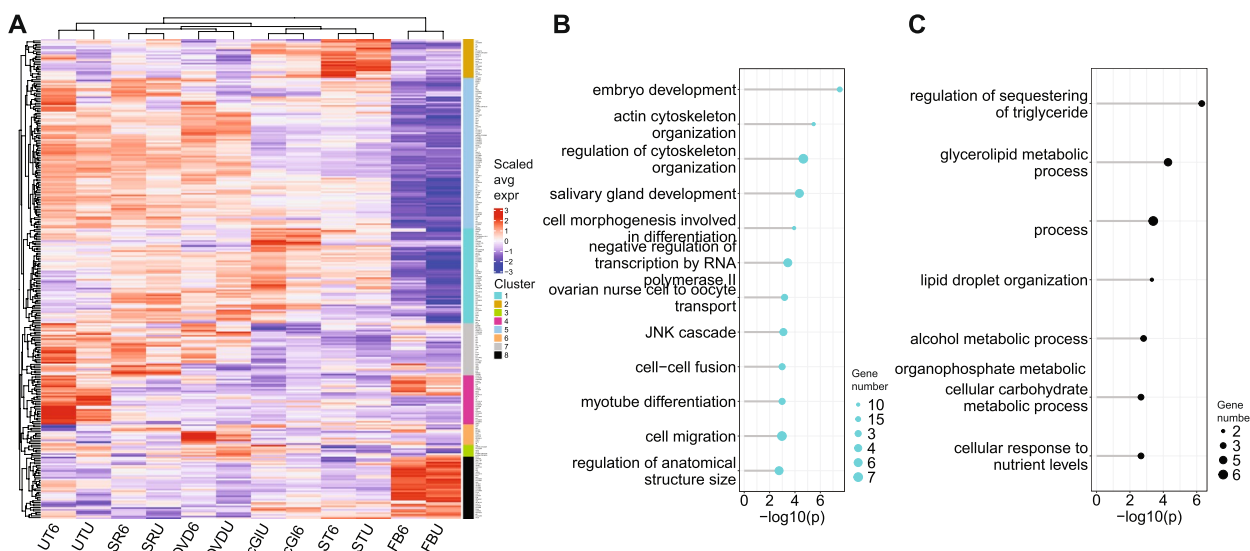 A
B
C
Scaled
avg
expr
3
2
1
0
−1
−2
−3
Cluster
1
2
3
4
5
6
7
8
UT6
UTU
SR6
SRU
OVD6
OVDU
cGlU
cGl6
ST6
STU
FB6
FBU
embryo development
actin cytoskeleton
organization
regulation of cytoskeleton
organization
salivary gland development
cell morphogenesis involved
in differentiation
negative regulation of
transcription by RNA
polymerase II
ovarian nurse cell to oocyte
transport
JNK cascade
cell−cell fusion
myotube differentiation
cell migration
regulation of anatomical
structure size
0 2 4 6
−log10(p)
Gene
number
10
15
3
4
6
7
regulation of sequestering
of triglyceride
glycerolipid metabolic
process
process
lipid droplet organization
alcohol metabolic process
organophosphate metabolic
cellular carbohydrate
metabolic process
cellular response to
nutrient levels
0 2 4 6
−log10(p)
Gene
numbe
2
3
5
6